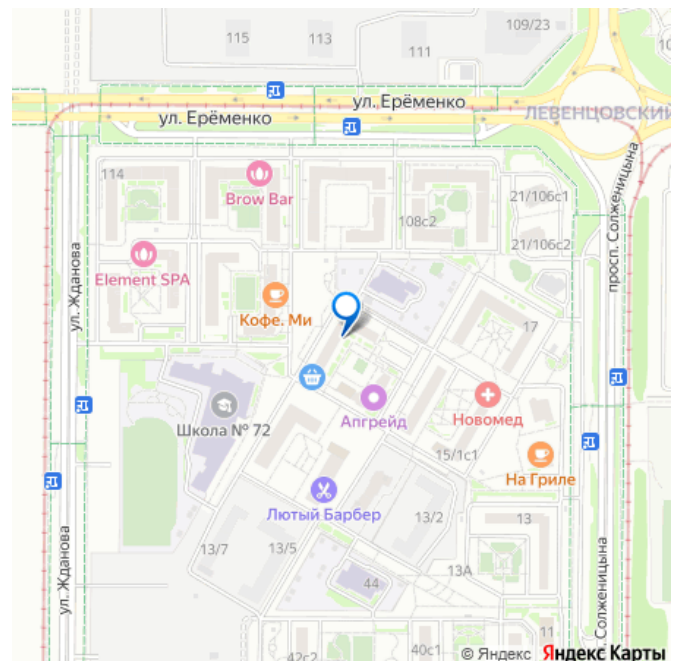 109/23
115
113
111
ул. Ерёменко
ул. Ерёменко
ЛЕВЕНЦОВСКИЙ
114
Brow Bar
108с2
21/106с1
21/106с2
просп. Солженицына
ул. Жданова
Element SPA
Кофе. Ми
17
Школа № 72
Апгрейд
Новомед
15/1с1
На Гриле
Лютый Барбер
13/2
13
13/7
13/5
13А
44
ул. Жданова
просп. Солженицына
11
40с1
42с2
© Яндекс Яндекс Карты